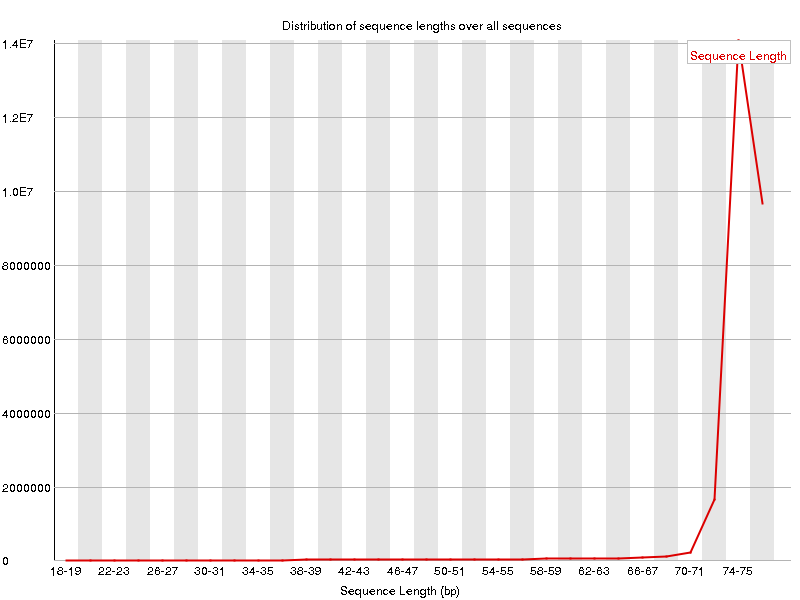 Distribution of sequence lengths over all sequences
1.4E7
Sequence Length
1.2E7
1.0E7
8000000
6000000
4000000
2000000
0
18-19 22-23 26-27 30-31 34-35 38-39 42-43 46-47 50-51 54-55 58-59 62-63 66-67 70-71 74-75
Sequence Length (bp)